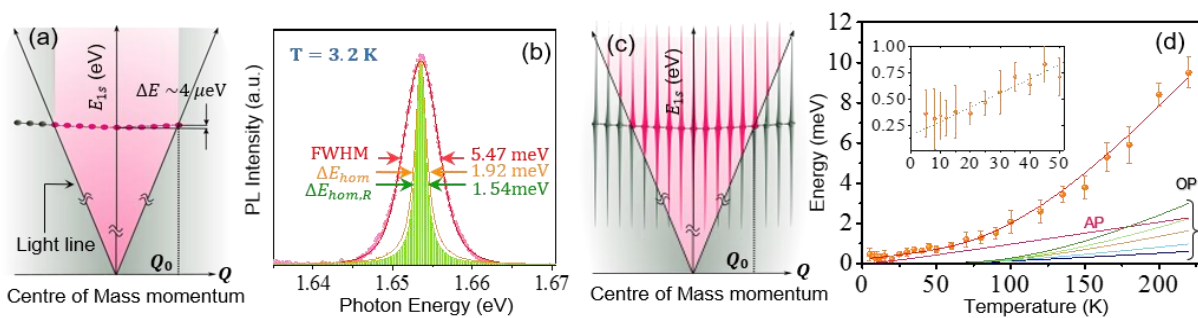 (a)
E₁ₛ (eV)
ΔE ~4 μeV
Light line
Q₀
Q
Centre of Mass momentum
(b)
T = 3.2 K
PL Intensity (a.u.)
FWHM
5.47 meV
ΔE_hom
1.92 meV
ΔE_hom,R
1.54meV
1.64 1.65 1.66 1.67
Photon Energy (eV)
(c)
E₁ₛ (eV)
Q₀
Q
Centre of Mass momentum
(d)
Energy (meV)
12
10
8
6
4
2
0
1.00
0.75
0.50
0.25
0 10 20 30 40 50
OP
AP
0 50 100 150 200
Temperature (K)